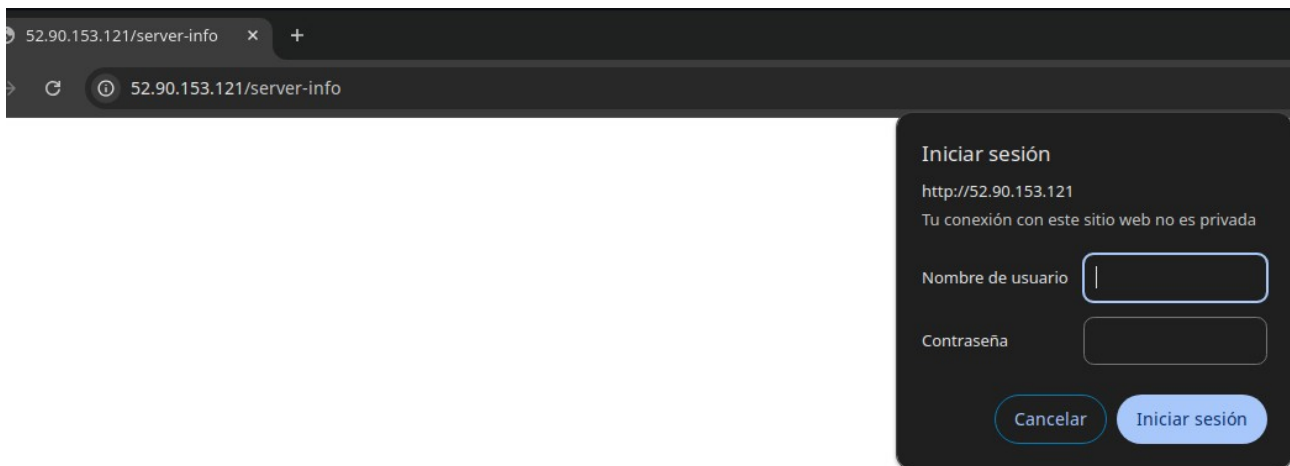 52.90.153.121/server-info × +
52.90.153.121/server-info
Iniciar sesión
http://52.90.153.121
Tu conexión con este sitio web no es privada
Nombre de usuario
Contraseña
Cancelar Iniciar sesión